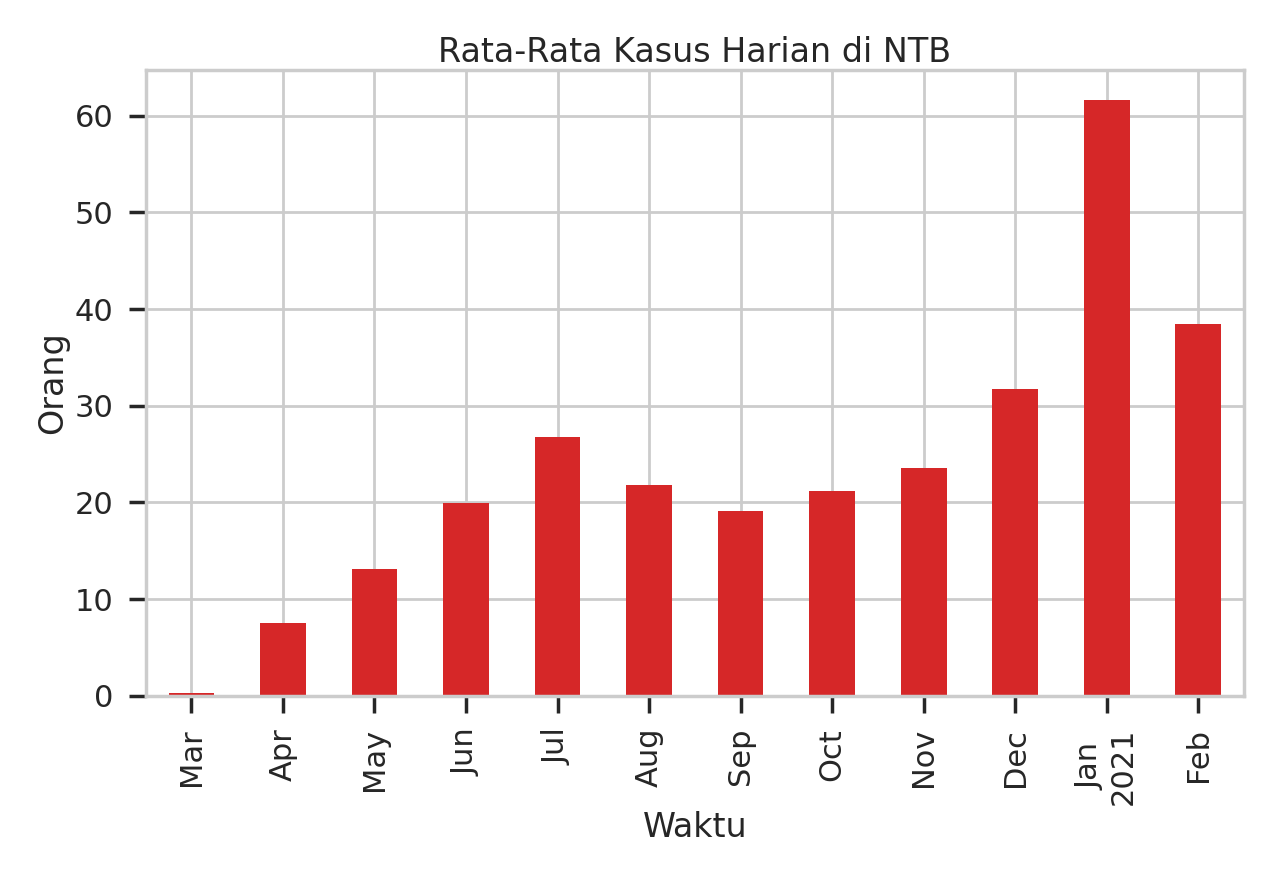 Rata-Rata Kasus Harian di NTB
60
50
40
30
20
10
0
Orang
Mar
Apr
May
Jun
Jul
Aug
Sep
Oct
Nov
Dec
Jan
2021
Feb
Waktu